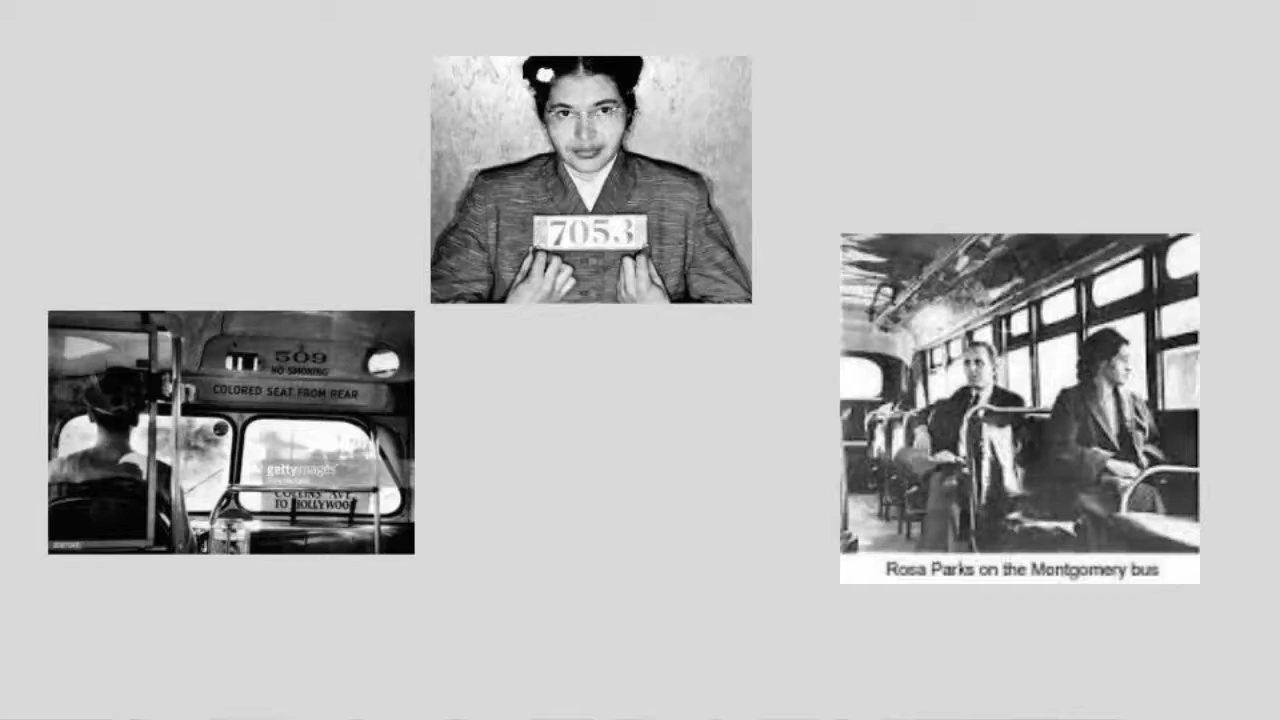 7053
509
NO SMOKING
COLORED SEAT FROM REAR
gettyimages
COLLINS AVE
TO HOLLYWOOD
Rosa Parks on the Montgomery bus